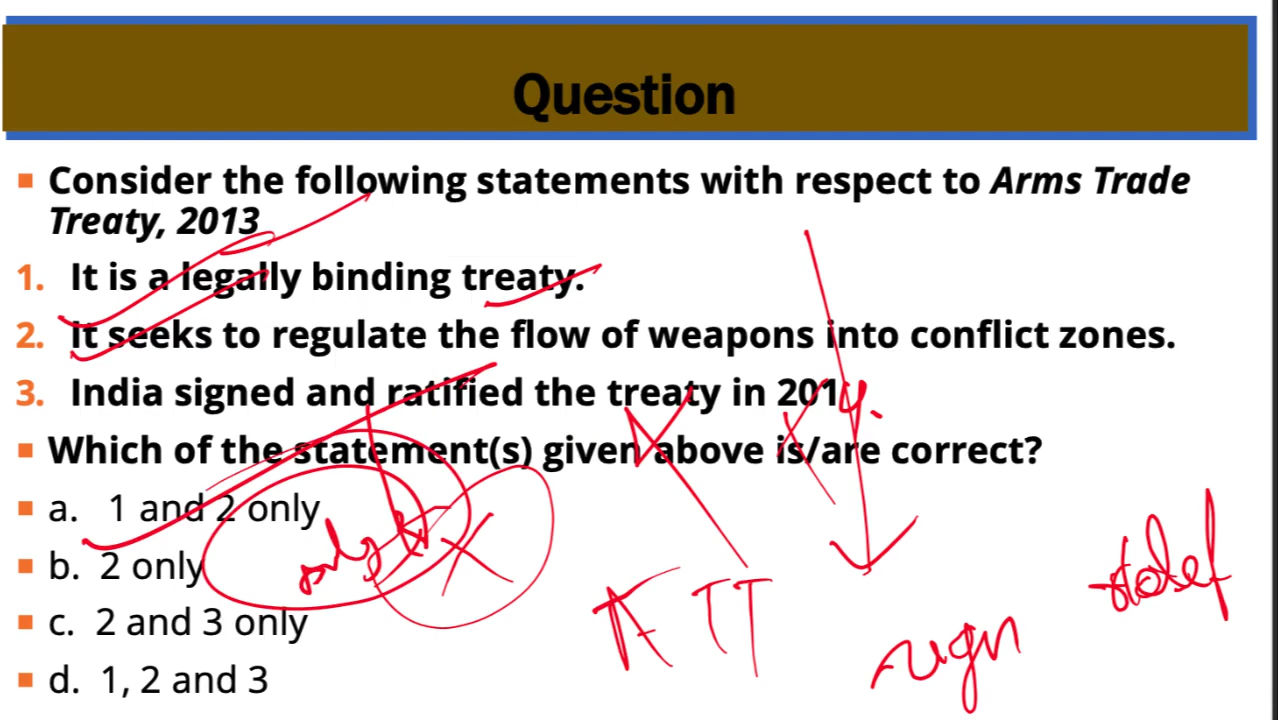 Question
■ Consider the following statements with respect to Arms Trade
Treaty, 2013
1. It is a legally binding treaty.
2. It seeks to regulate the flow of weapons into conflict zones.
3. India signed and ratified the treaty in 2014.
■ Which of the statement(s) given above is/are correct?
■ a. 1 and 2 only
■ b. 2 only
only
■ c. 2 and 3 only
ATT
sign
■ d. 1, 2 and 3